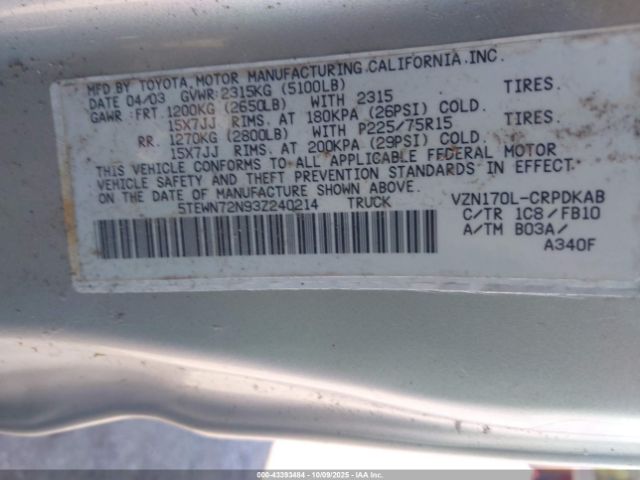 MFD BY TOYOTA MOTOR MANUFACTURING.CALIFORNIA.INC.
DATE 04/03 GVWR:2315KG (5100LB)
GAWR :FRT.1200KG (2650LB) WITH 2315 TIRES.
15X7JJ RIMS. AT 180KPA (26PSI) COLD.
RR. 1270KG (2800LB) WITH P225/75R15 TIRES.
15X7JJ RIMS. AT 200KPA (29PSI) COLD.
THIS VEHICLE CONFORMS TO ALL APPLICABLE FEDERAL MOTOR
VEHICLE SAFETY AND THEFT PREVENTION STANDARDS IN EFFECT
ON THE DATE OF MANUFACTURE SHOWN ABOVE.
5TEWN72N93Z240214 TRUCK VZN170L-CRPDKAB
C/TR 1C8/FB10
A/TM B03A/
A340F
000-43393484 - 10/09/2025 - IAAI Copart